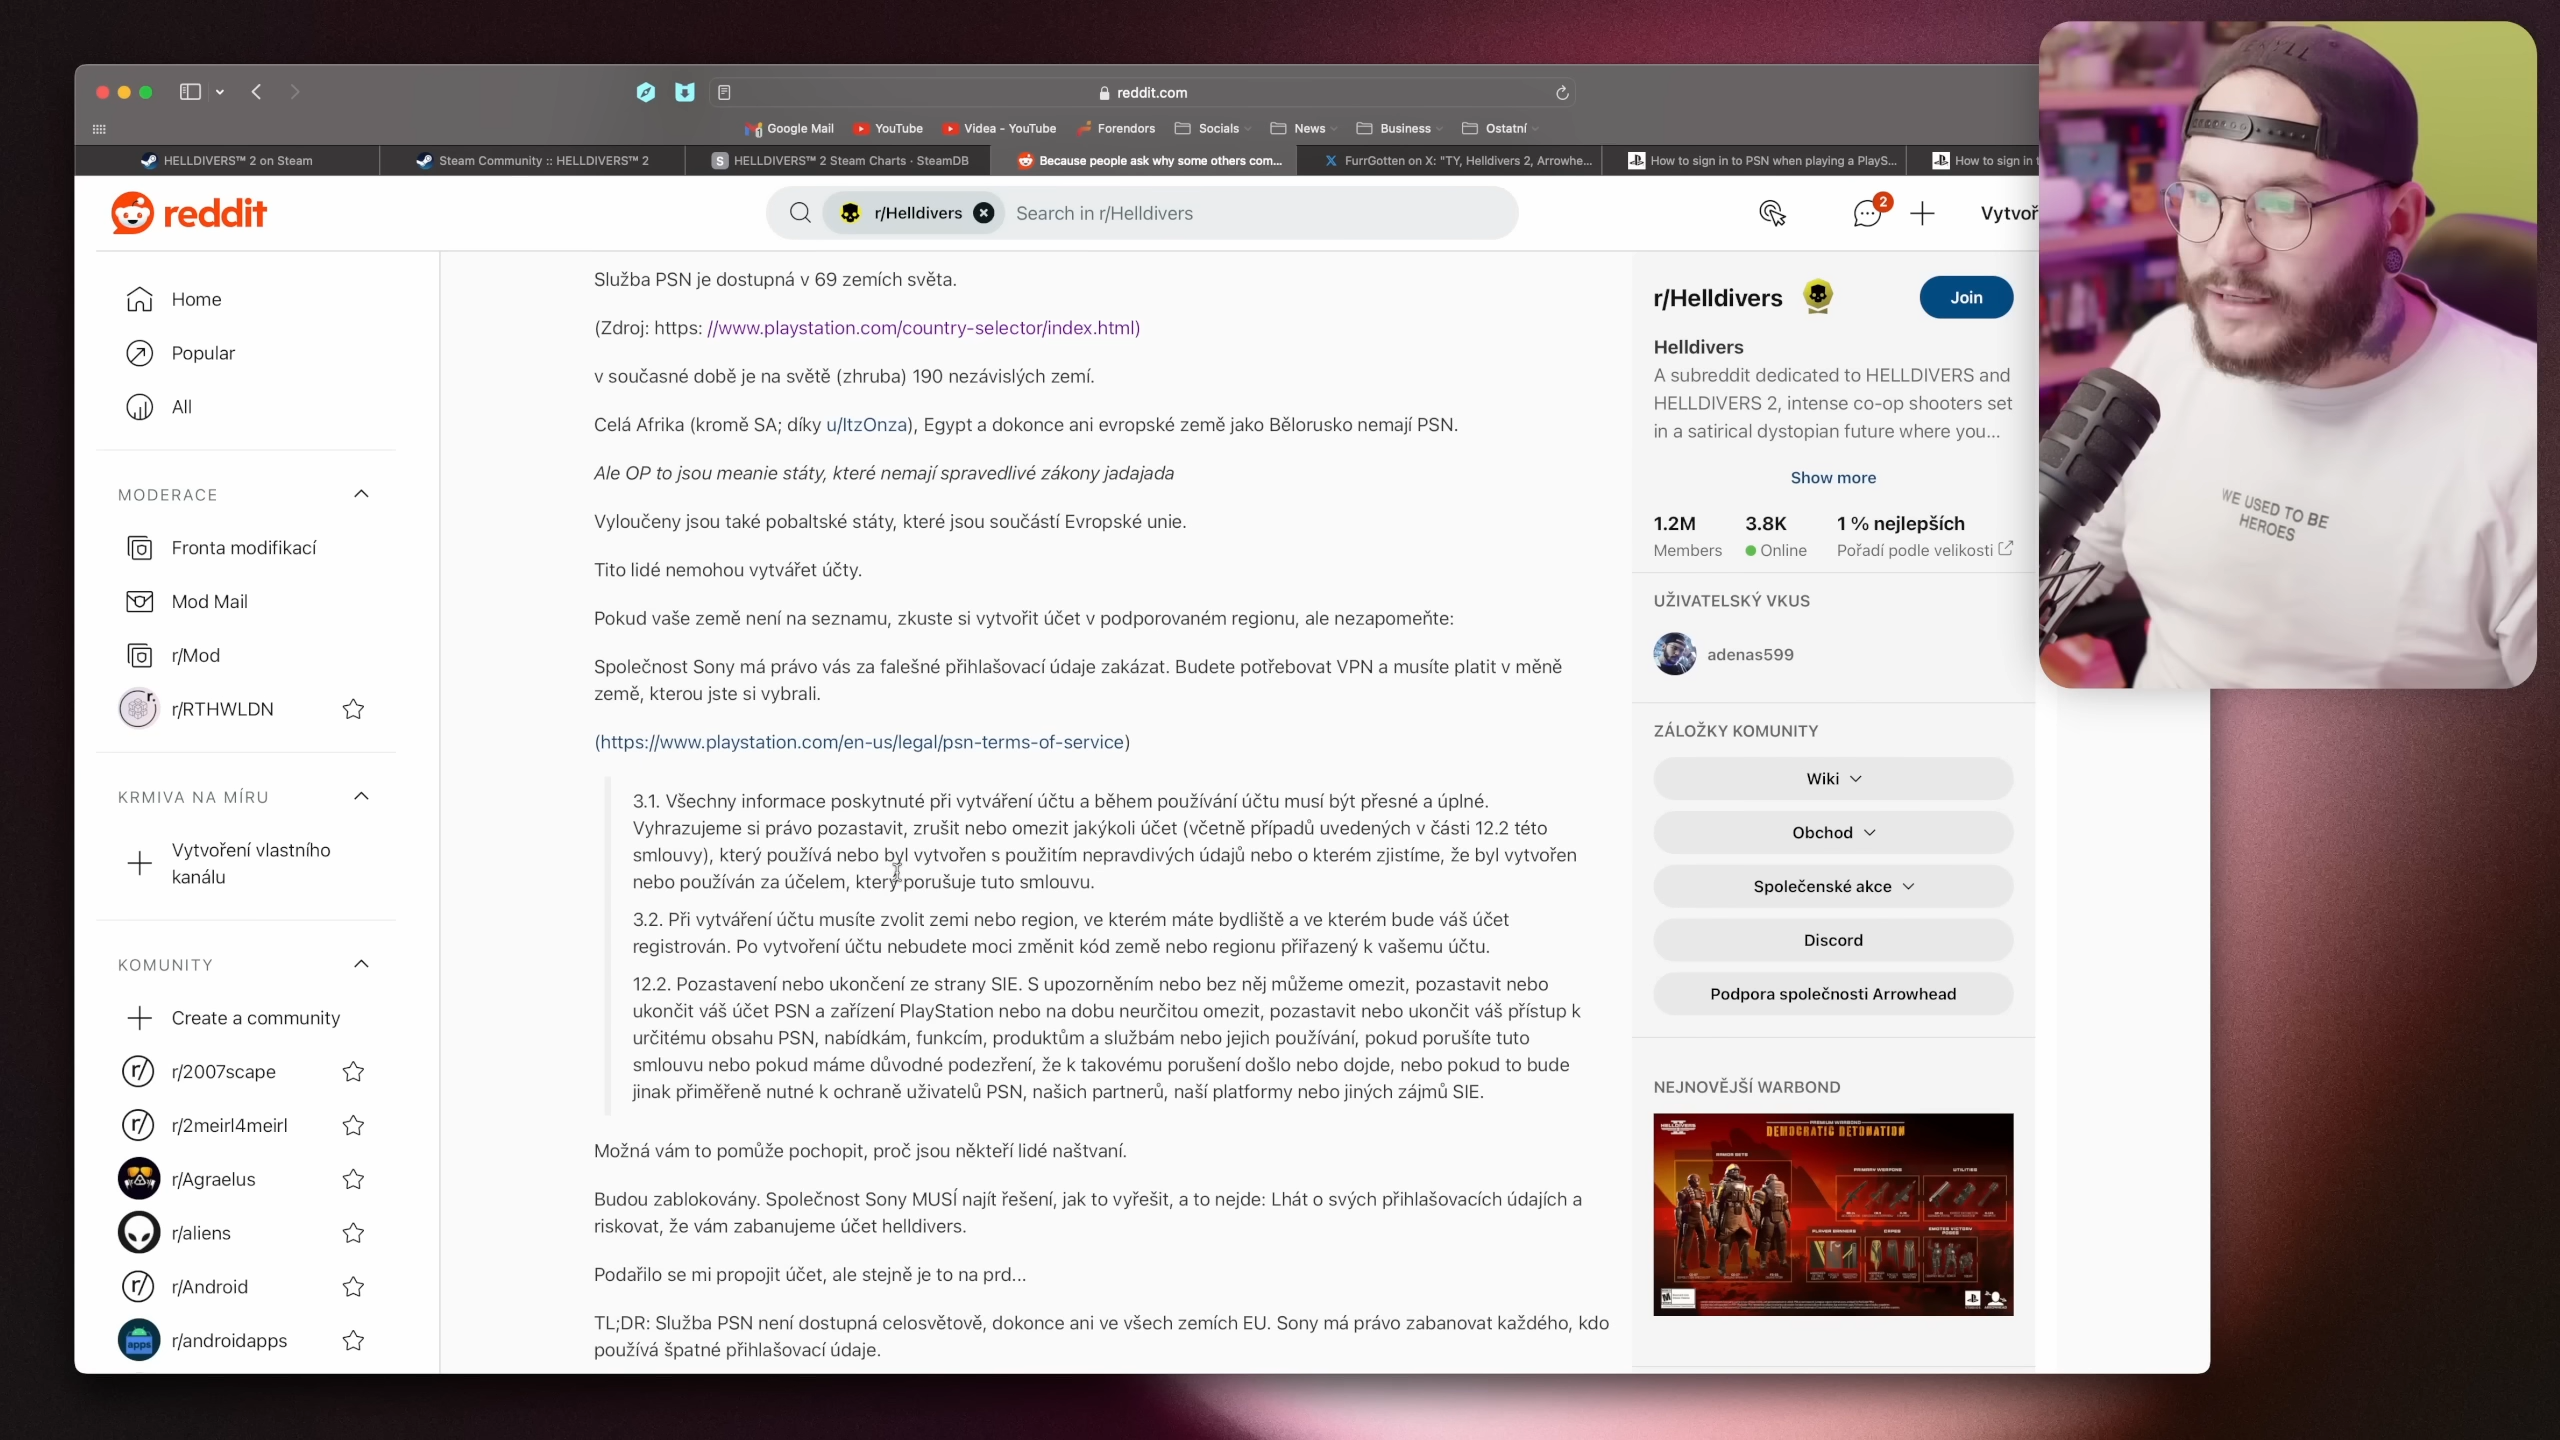 reddit.com
Google Mail
YouTube
Videa - YouTube
Forendors
Socials
News
Business
Ostatní
HELLDIVERS™ 2 on Steam
Steam Community :: HELLDIVERS™ 2
HELLDIVERS™ 2 Steam Charts · SteamDB
Because people ask why some others com...
FurrGotten on X: "TY, Helldivers 2, Arrowhe...
How to sign in to PSN when playing a PlayS...
How to sign in
reddit
r/Helldivers
Search in r/Helldivers
2
Vytvoř
Home
Popular
All
MODERACE
Fronta modifikací
Mod Mail
r/Mod
r/RTHWLDN
KRMIVA NA MÍRU
Vytvoření vlastního
kanálu
KOMUNITY
Create a community
r/2007scape
r/2meirl4meirl
r/Agraelus
r/aliens
r/Android
r/androidapps
Služba PSN je dostupná v 69 zemích světa.
(Zdroj: https: //www.playstation.com/country-selector/index.html)
v současné době je na světě (zhruba) 190 nezávislých zemí.
Celá Afrika (kromě SA; díky u/ItzOnza), Egypt a dokonce ani evropské země jako Bělorusko nemají PSN.
Ale OP to jsou meanie státy, které nemají spravedlivé zákony jadajada
Vyloučeny jsou také pobaltské státy, které jsou součástí Evropské unie.
Tito lidé nemohou vytvářet účty.
Pokud vaše země není na seznamu, zkuste si vytvořit účet v podporovaném regionu, ale nezapomeňte:
Společnost Sony má právo vás za falešné přihlašovací údaje zakázat. Budete potřebovat VPN a musíte platit v měně
země, kterou jste si vybrali.
(https://www.playstation.com/en-us/legal/psn-terms-of-service)
3.1. Všechny informace poskytnuté při vytváření účtu a během používání účtu musí být přesné a úplné.
Vyhrazujeme si právo pozastavit, zrušit nebo omezit jakýkoli účet (včetně případů uvedených v části 12.2 této
smlouvy), který používá nebo byl vytvořen s použitím nepravdivých údajů nebo o kterém zjistíme, že byl vytvořen
nebo používán za účelem, který porušuje tuto smlouvu.
3.2. Při vytváření účtu musíte zvolit zemi nebo region, ve kterém máte bydliště a ve kterém bude váš účet
registrován. Po vytvoření účtu nebudete moci změnit kód země nebo regionu přiřazený k vašemu účtu.
12.2. Pozastavení nebo ukončení ze strany SIE. S upozorněním nebo bez něj můžeme omezit, pozastavit nebo
ukončit váš účet PSN a zařízení PlayStation nebo na dobu neurčitou omezit, pozastavit nebo ukončit váš přístup k
určitému obsahu PSN, nabídkám, funkcím, produktům a službám nebo jejich používání, pokud porušíte tuto
smlouvu nebo pokud máme důvodné podezření, že k takovému porušení došlo nebo dojde, nebo pokud to bude
jinak přiměřeně nutné k ochraně uživatelů PSN, našich partnerů, naší platformy nebo jiných zájmů SIE.
Možná vám to pomůže pochopit, proč jsou někteří lidé naštvaní.
Budou zablokovány. Společnost Sony MUSÍ najít řešení, jak to vyřešit, a to nejde: Lhát o svých přihlašovacích údajích a
riskovat, že vám zabanujeme účet helldivers.
Podařilo se mi propojit účet, ale stejně je to na prd...
TL;DR: Služba PSN není dostupná celosvětově, dokonce ani ve všech zemích EU. Sony má právo zabanovat každého, kdo
používá špatné přihlašovací údaje.
r/Helldivers
Join
Helldivers
A subreddit dedicated to HELLDIVERS and
HELLDIVERS 2, intense co-op shooters set
in a satirical dystopian future where you...
Show more
1.2M
Members
3.8K
Online
1 % nejlepších
Pořadí podle velikosti
UŽIVATELSKÝ VKUS
adenas599
ZÁLOŽKY KOMUNITY
Wiki
Obchod
Společenské akce
Discord
Podpora společnosti Arrowhead
NEJNOVĚJŠÍ WARBOND
PREMIUM WARBOND
DEMOCRATIC DETONATION
ARMOR SETS
PRIMARY WEAPONS
UTILITIES
PLAYER BANNERS
CAPES
WE USED TO BE
HEROES